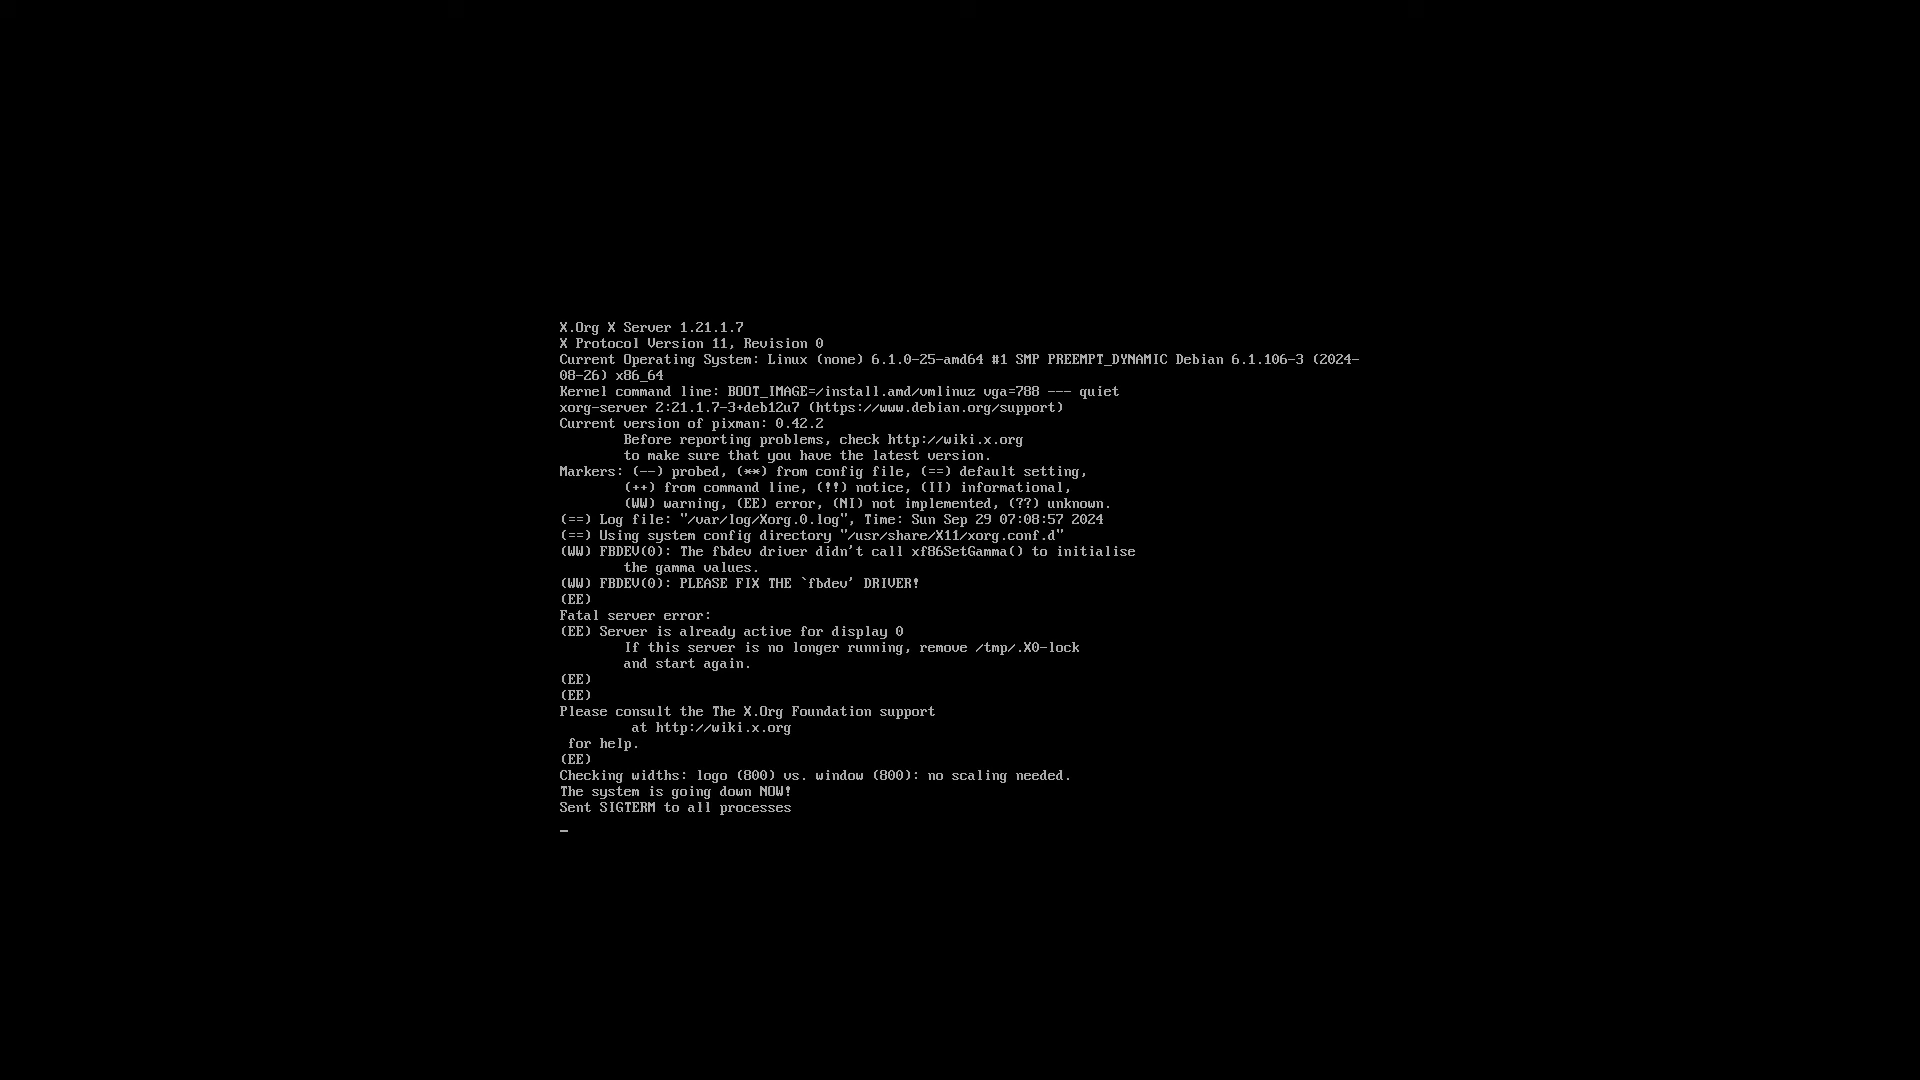 X.Org X Server 1.21.1.7
X Protocol Version 11, Revision 0
Current Operating System: Linux (none) 6.1.0-25-amd64 #1 SMP PREEMPT_DYNAMIC Debian 6.1.106-3 (2024-
08-26) x86_64
Kernel command line: BOOT_IMAGE=/install.amd/vmlinuz vga=788 --- quiet
xorg-server 2:21.1.7-3+deb12u7 (https://www.debian.org/support)
Current version of pixman: 0.42.2
        Before reporting problems, check http://wiki.x.org
        to make sure that you have the latest version.
Markers: (--) probed, (**) from config file, (==) default setting,
        (++) from command line, (!!) notice, (II) informational,
        (WW) warning, (EE) error, (NI) not implemented, (??) unknown.
(==) Log file: "/var/log/Xorg.0.log", Time: Sun Sep 29 07:08:57 2024
(==) Using system config directory "/usr/share/X11/xorg.conf.d"
(WW) FBDEV(0): The fbdev driver didn't call xf86SetGamma() to initialise
        the gamma values.
(WW) FBDEV(0): PLEASE FIX THE `fbdev' DRIVER!
(EE)
Fatal server error:
(EE) Server is already active for display 0
        If this server is no longer running, remove /tmp/.X0-lock
        and start again.
(EE)
(EE)
Please consult the The X.Org Foundation support
         at http://wiki.x.org
 for help.
(EE)
Checking widths: logo (800) vs. window (800): no scaling needed.
The system is going down NOW!
Sent SIGTERM to all processes
_